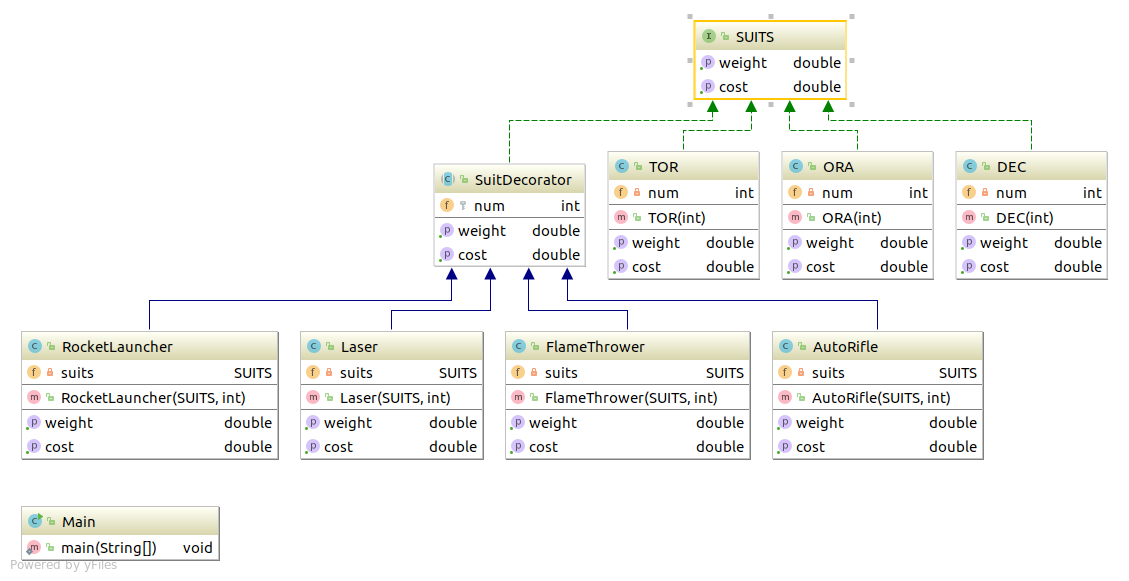 SUITS
weight double
cost double
SuitDecorator
num int
weight double
cost double
TOR
num int
TOR(int)
weight double
cost double
ORA
num int
ORA(int)
weight double
cost double
DEC
num int
DEC(int)
weight double
cost double
RocketLauncher
suits SUITS
RocketLauncher(SUITS, int)
weight double
cost double
Laser
suits SUITS
Laser(SUITS, int)
weight double
cost double
FlameThrower
suits SUITS
FlameThrower(SUITS, int)
weight double
cost double
AutoRifle
suits SUITS
AutoRifle(SUITS, int)
weight double
cost double
Main
main(String[]) void
Powered by yFiles